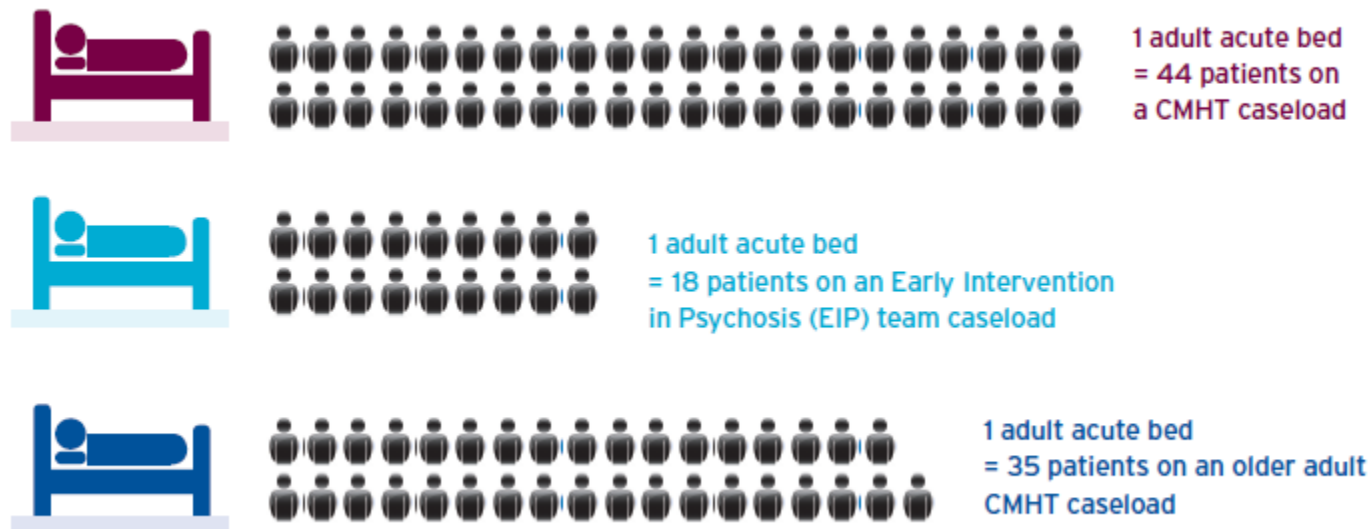 1 adult acute bed
= 44 patients on
a CMHT caseload
1 adult acute bed
= 18 patients on an Early Intervention
in Psychosis (EIP) team caseload
1 adult acute bed
= 35 patients on an older adult
CMHT caseload